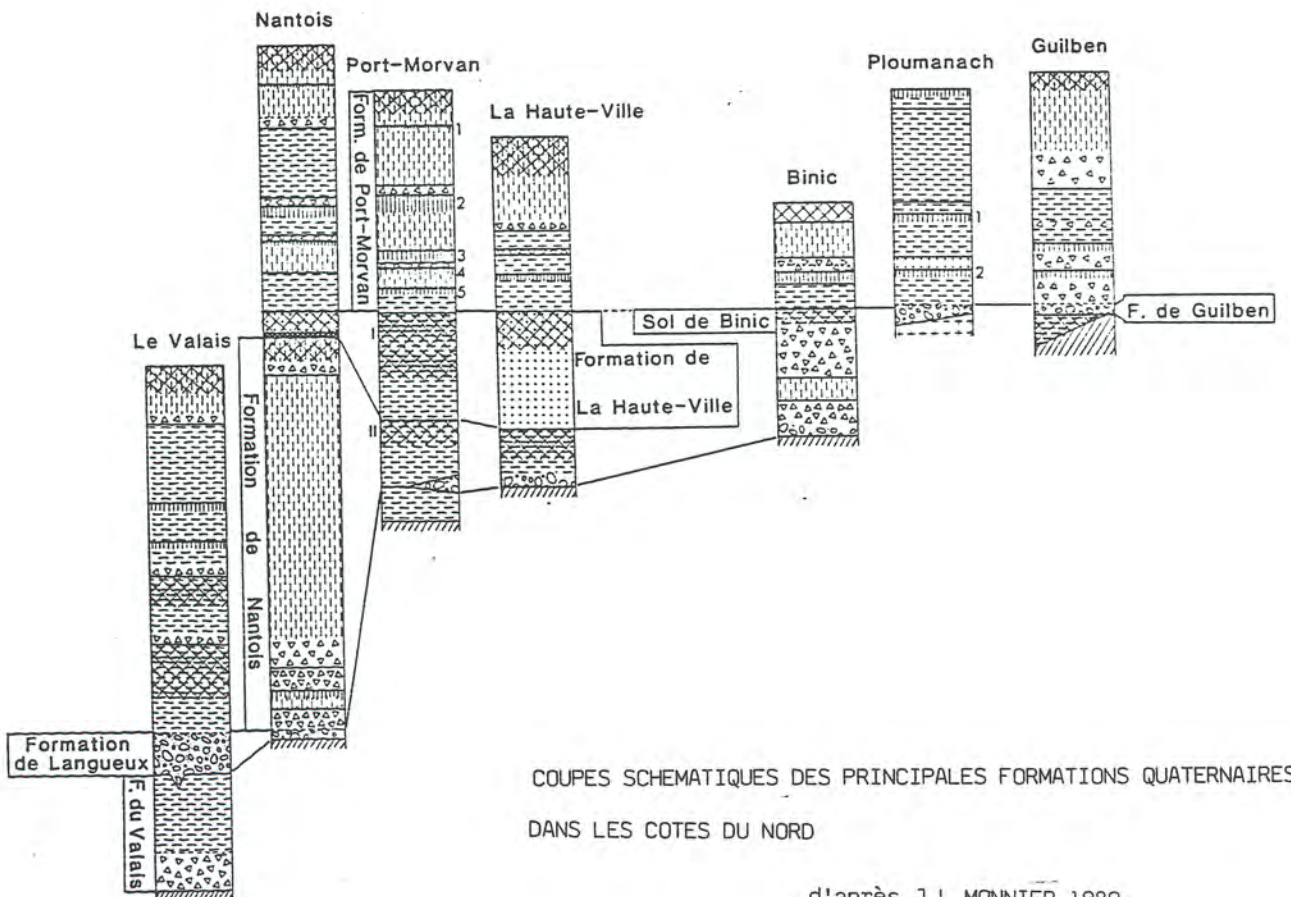 Nantois
Port-Morvan
La Haute-Ville
Binic
Ploumanach
Guilben
Le Valais
Form. de Port-Morvan
1
2
3
4
5
I
II
1
2
Sol de Binic
F. de Guilben
Formation de
La Haute-Ville
Formation de Nantois
Formation
de Langueux
F. du Valais
COUPES SCHEMATIQUES DES PRINCIPALES FORMATIONS QUATERNAIRES
DANS LES COTES DU NORD
d'après J.L. MONNIER